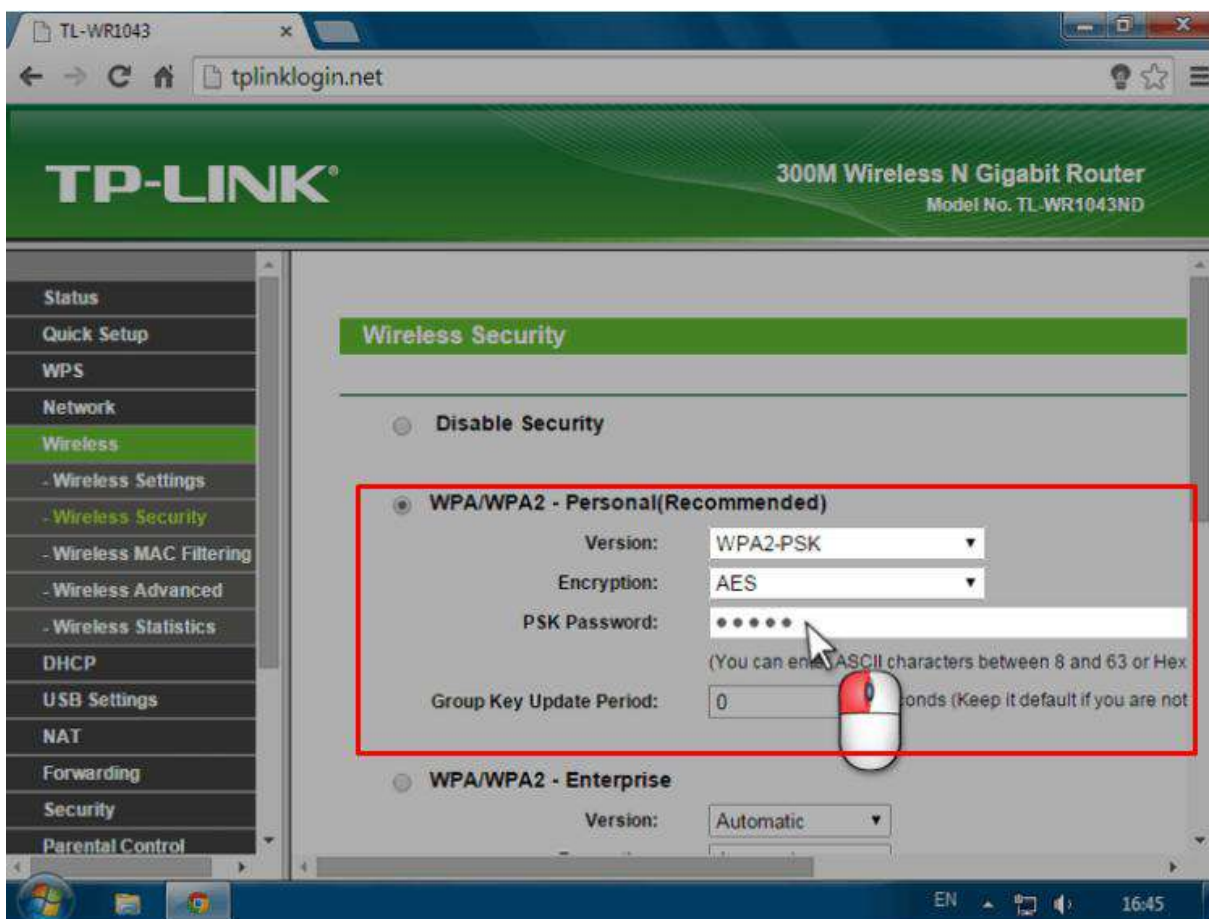 TL-WR1043
tplinklogin.net
TP-LINK®
300M Wireless N Gigabit Router
Model No. TL-WR1043ND
Status
Quick Setup
WPS
Network
Wireless
- Wireless Settings
- Wireless Security
- Wireless MAC Filtering
- Wireless Advanced
- Wireless Statistics
DHCP
USB Settings
NAT
Forwarding
Security
Parental Control
Wireless Security
Disable Security
WPA/WPA2 - Personal(Recommended)
Version: WPA2-PSK
Encryption: AES
PSK Password:
(You can ASCII characters between 8 and 63 or Hex
Group Key Update Period: 0 (Keep it default if you are not
WPA/WPA2 - Enterprise
Version: Automatic
EN 16:45